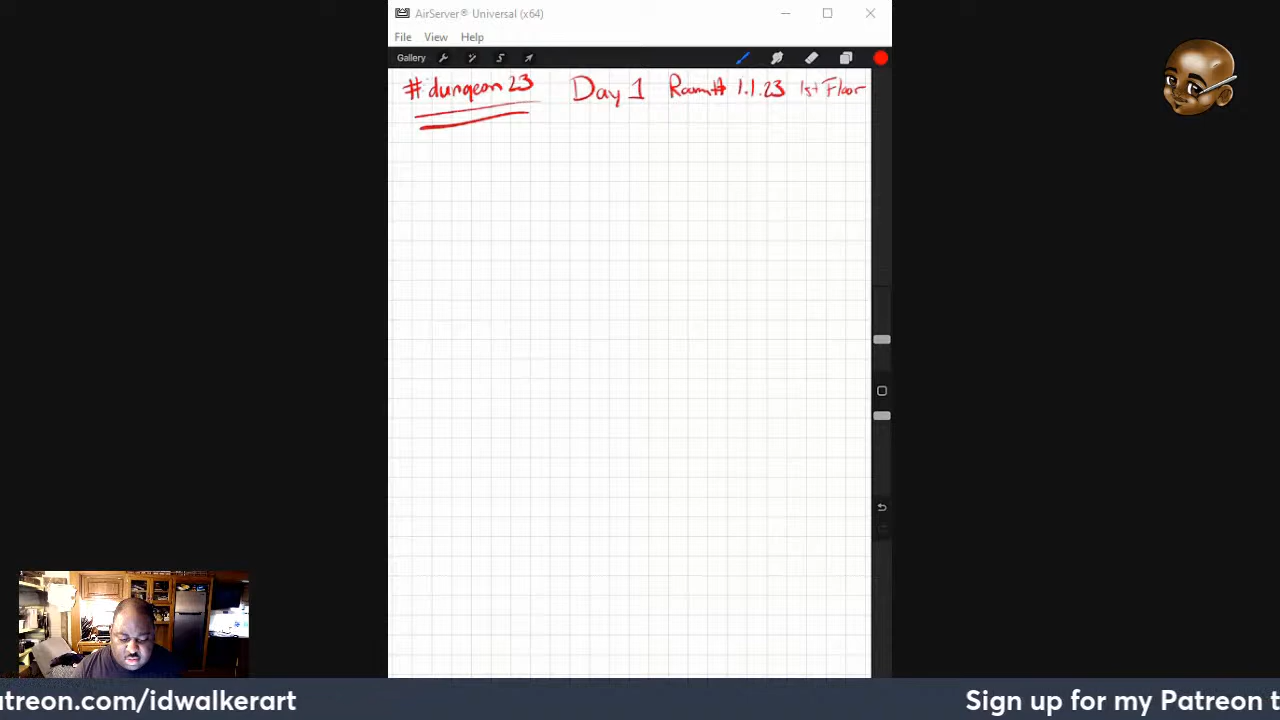 AirServer® Universal (x64)
File View Help
Gallery
# dungeon 23 Day 1 Room# 1.1.23 1st Floor
atreon.com/idwalkerart Sign up for my Patreon t